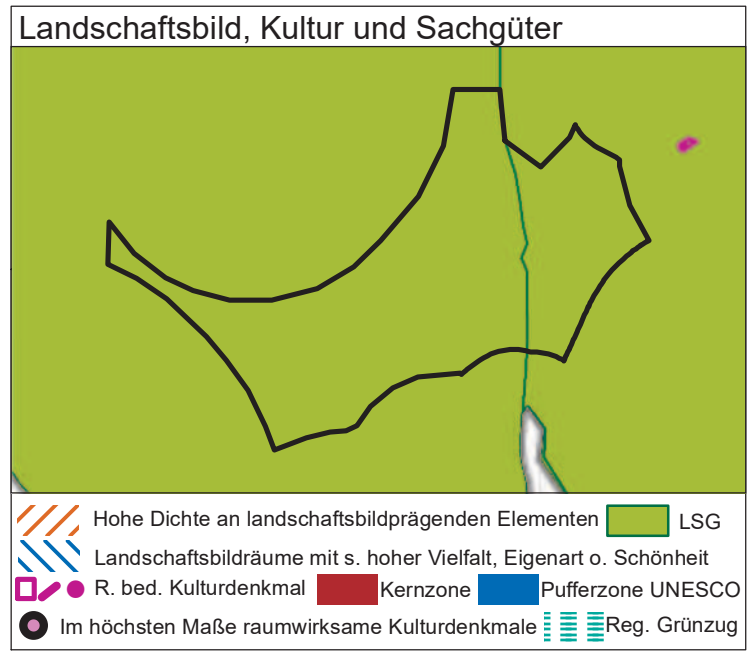 Landschaftsbild, Kultur und Sachgüter
Hohe Dichte an landschaftsbildprägenden Elementen LSG
Landschaftsbildräume mit s. hoher Vielfalt, Eigenart o. Schönheit
R. bed. Kulturdenkmal Kernzone Pufferzone UNESCO
Im höchsten Maße raumwirksame Kulturdenkmale Reg. Grünzug